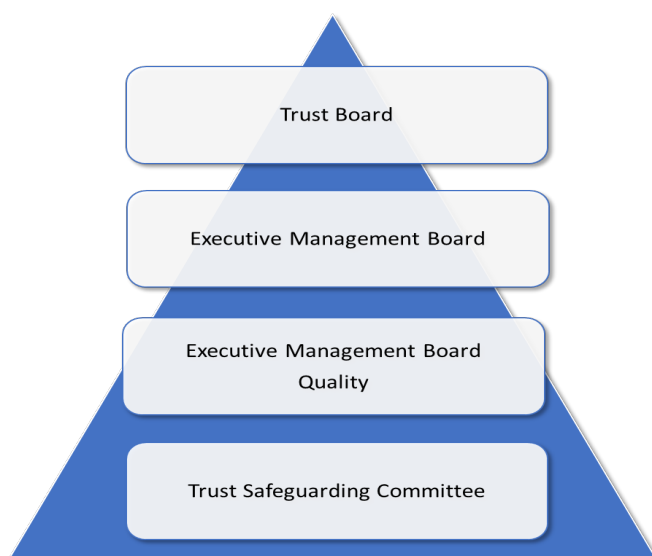 Trust Board
Executive Management Board
Executive Management Board
Quality
Trust Safeguarding Committee